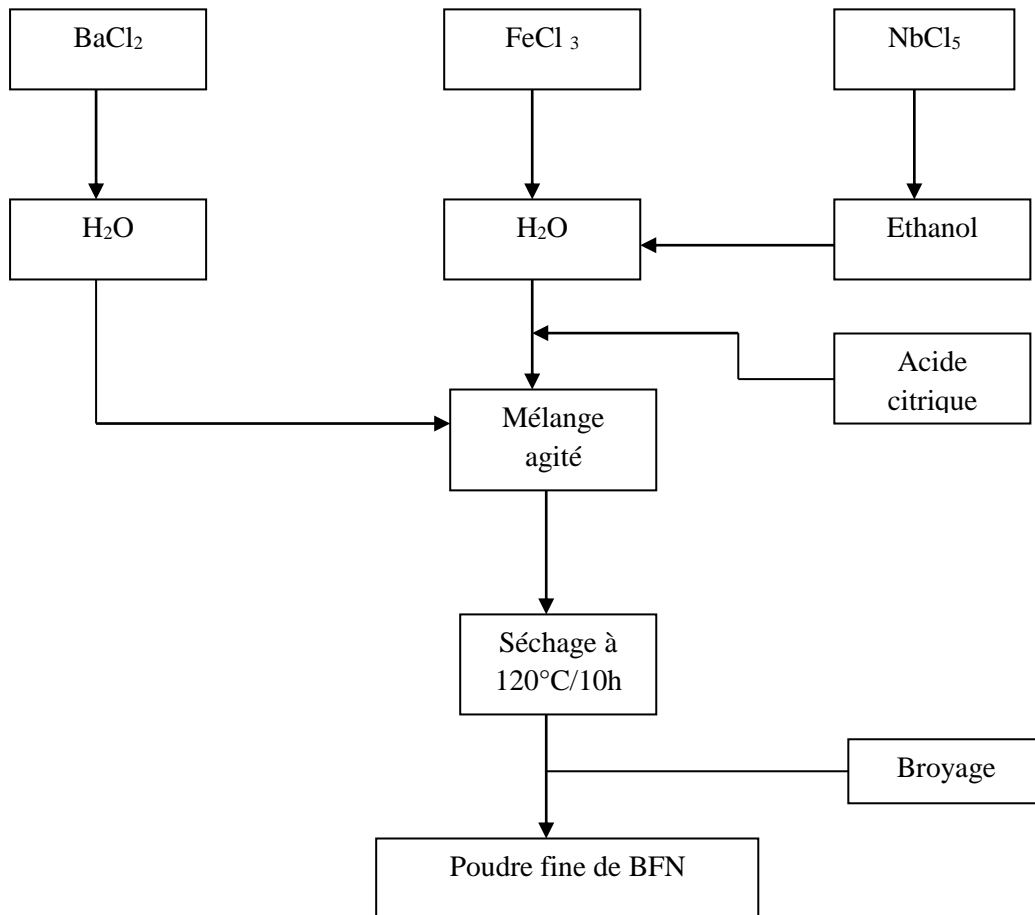 BaCl₂
FeCl ₃
NbCl₅
H₂O
H₂O
Ethanol
Acide
citrique
Mélange
agité
Séchage à
120°C/10h
Broyage
Poudre fine de BFN